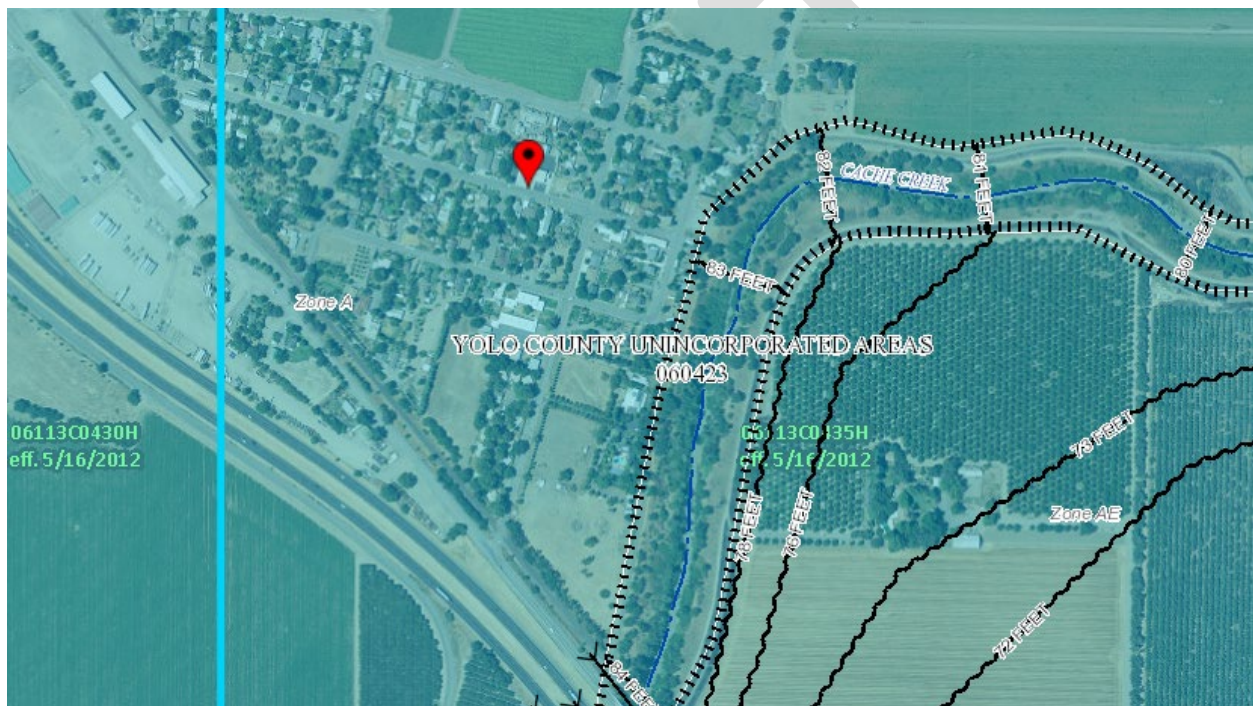 82 FEET
CACHE CREEK
81 FEET
83 FEET
80 FEET
Zone A
YOLO COUNTY UNINCORPORATED AREAS
060423
06113C0430H
eff. 5/16/2012
06113C0435H
eff. 5/16/2012
73 FEET
78 FEET
76 FEET
Zone AE
72 FEET
84 FEET